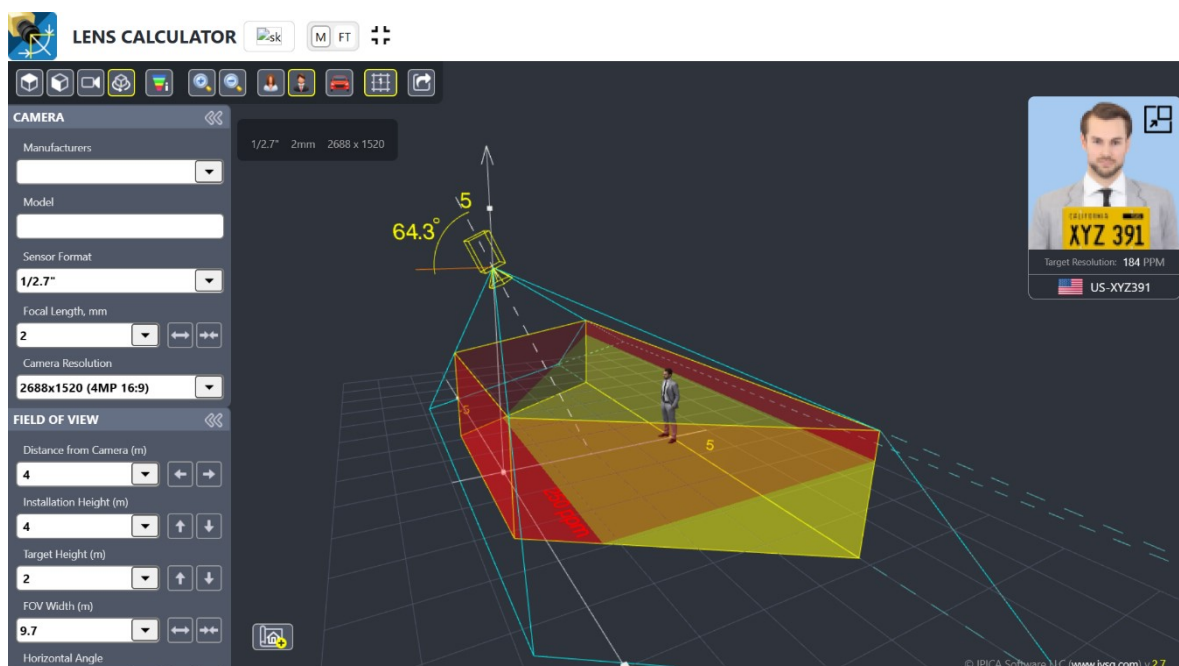 LENS CALCULATOR sk M FT
CAMERA
Manufacturers
Model
Sensor Format
1/2.7"
Focal Length, mm
2
Camera Resolution
2688x1520 (4MP 16:9)
FIELD OF VIEW
Distance from Camera (m)
4
Installation Height (m)
4
Target Height (m)
2
FOV Width (m)
9.7
Horizontal Angle
1/2.7" 2mm 2688 x 1520
5
64.3°
5
5
250 ppm
CALIFORNIA
XYZ 391
Target Resolution: 184 PPM
US-XYZ391
© JPICA Software LLC (www.jvsg.com) v 2.7